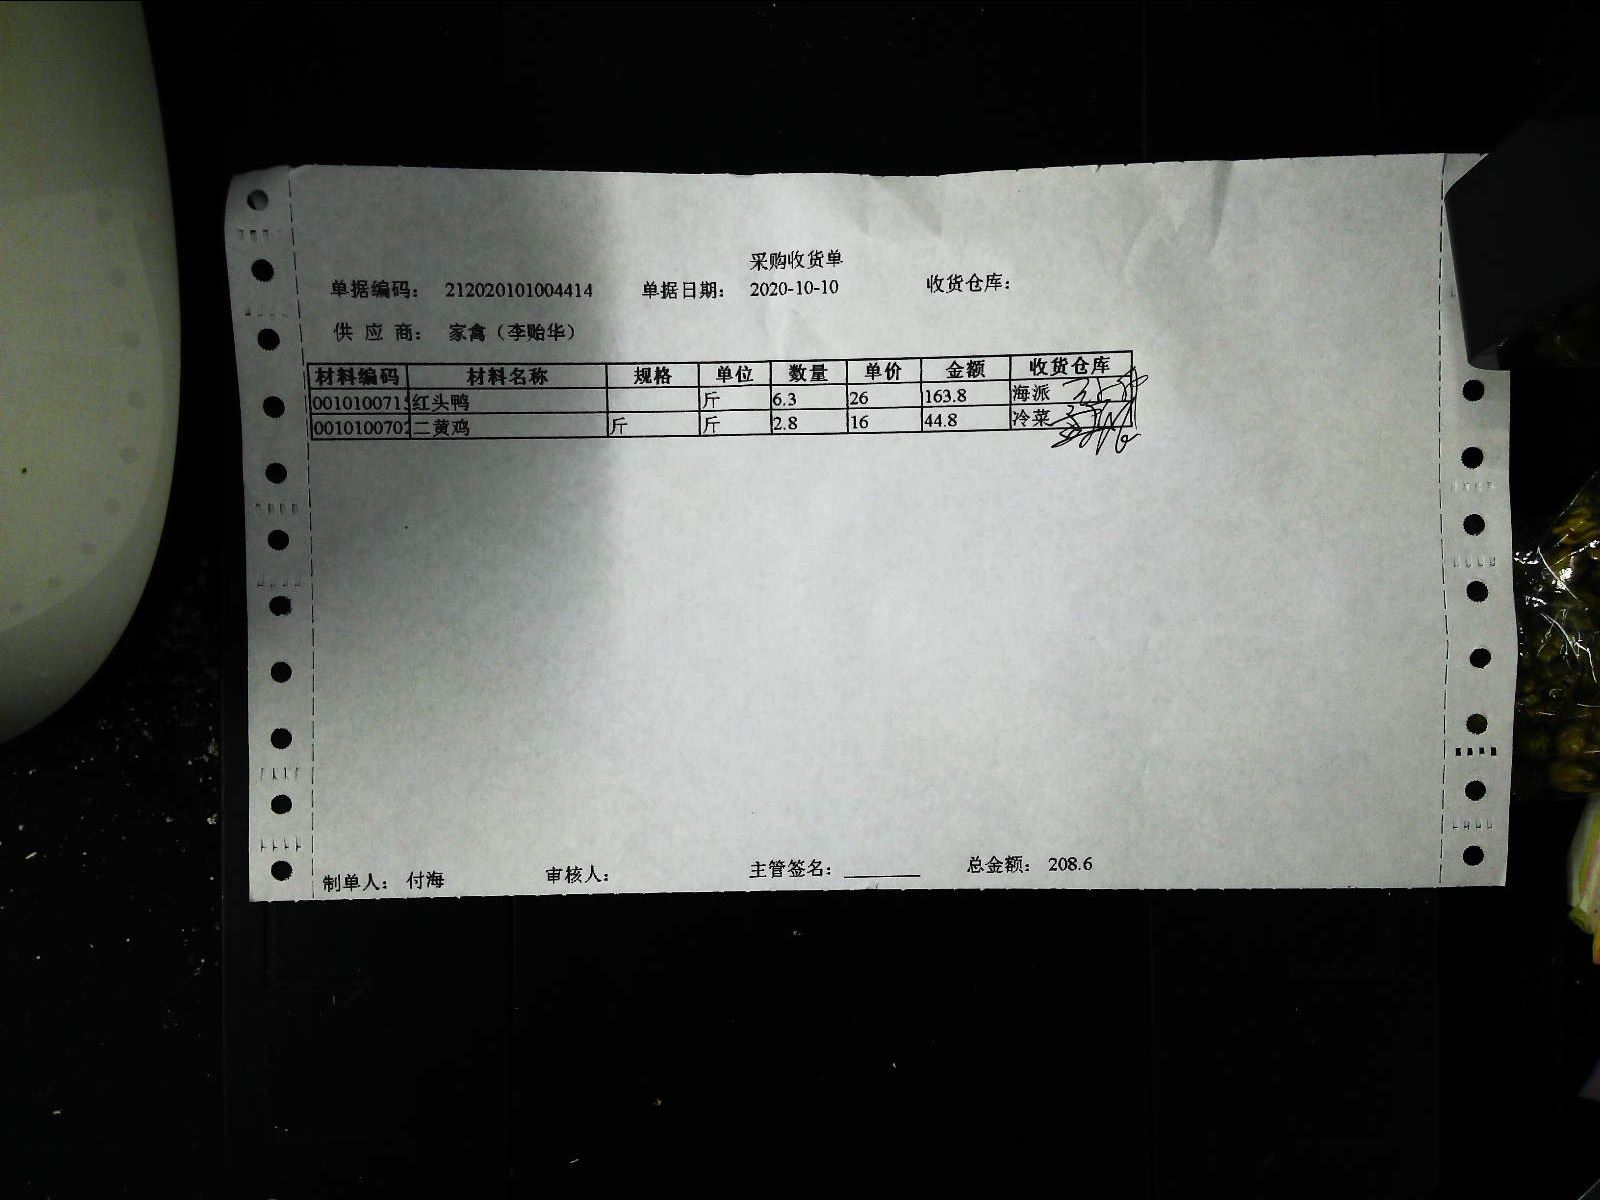 采购收货单
单据编码： 212020101004414 单据日期： 2020-10-10 收货仓库：
供 应 商： 家禽（李贻华）
材料编码 材料名称 规格 单位 数量 单价 金额 收货仓库
001010071 红头鸭 斤 6.3 26 163.8 海派
001010070 二黄鸡 斤 斤 2.8 16 44.8 冷菜
制单人： 付海 审核人： 主管签名： 总金额： 208.6